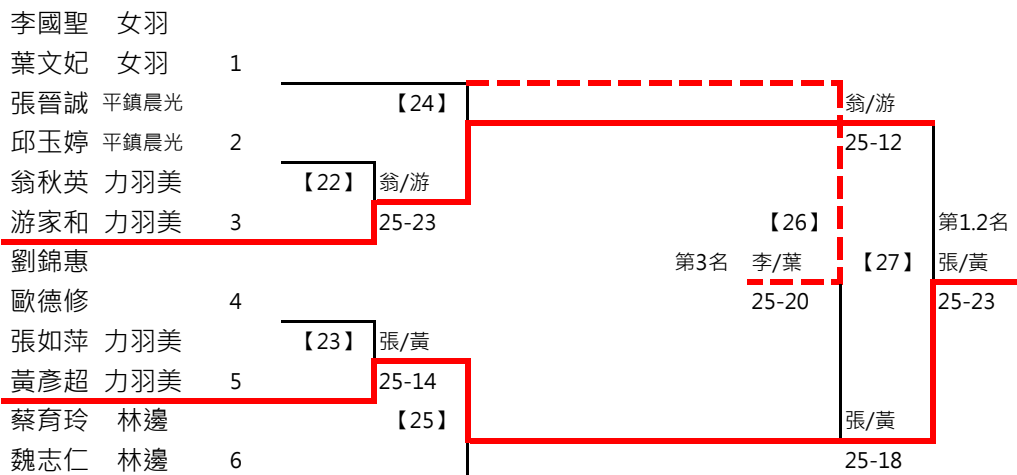 李國聖 女羽
葉文妃 女羽 1
張晉誠 平鎮晨光 【24】 翁/游
邱玉婷 平鎮晨光 2 25-12
翁秋英 力羽美 【22】 翁/游
游家和 力羽美 3 25-23 【26】 第1.2名
劉錦惠 第3名 李/葉 【27】 張/黃
歐德修 4 25-20 25-23
張如萍 力羽美 【23】 張/黃
黃彥超 力羽美 5 25-14
蔡育玲 林邊 【25】 張/黃
魏志仁 林邊 6 25-18